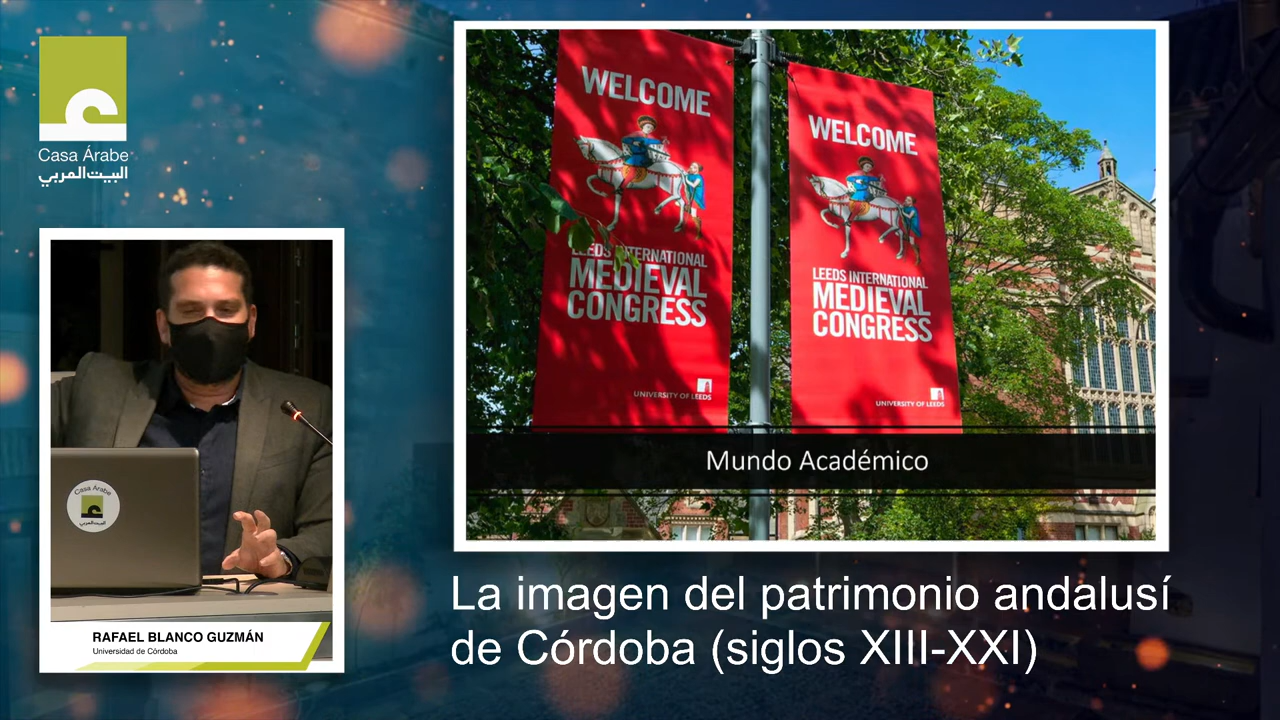 Casa Árabe
البيت العربي
WELCOME
LEEDS INTERNATIONAL
MEDIEVAL
CONGRESS
UNIVERSITY OF LEEDS
WELCOME
LEEDS INTERNATIONAL
MEDIEVAL
CONGRESS
UNIVERSITY OF LEEDS
Mundo Académico
Casa Árabe
البيت العربي
RAFAEL BLANCO GUZMÁN
Universidad de Córdoba
La imagen del patrimonio andalusí
de Córdoba (siglos XIII-XXI)